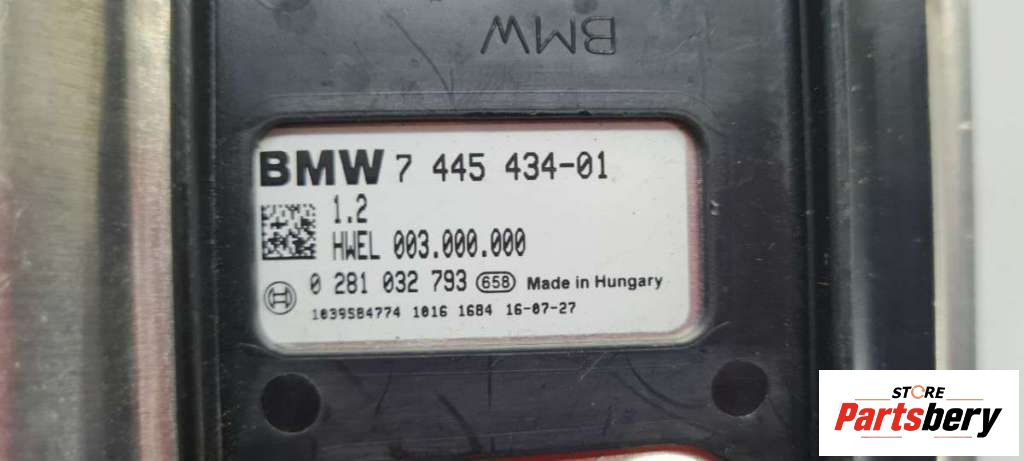 BMW
BMW 7 445 434-01
1.2
HWEL 003.000.000
0 281 032 793 658 Made in Hungary
1039S84774 1016 1684 16-07-27
STORE
Partsbery